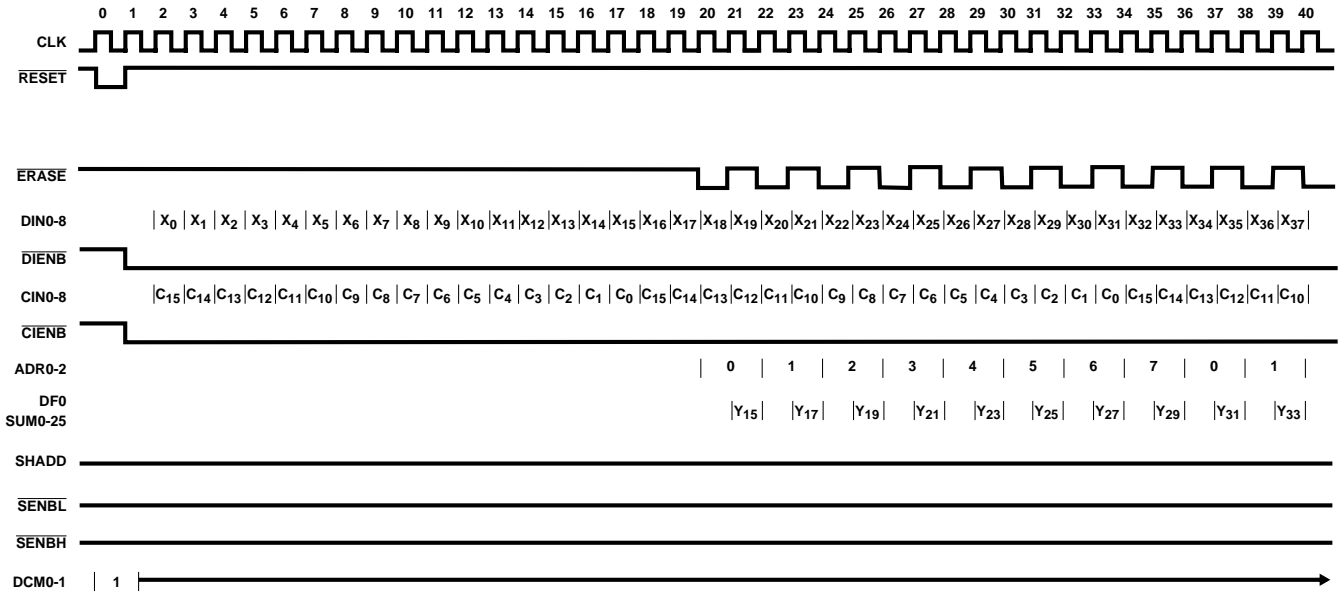 0 1 2 3 4 5 6 7 8 9 10 11 12 13 14 15 16 17 18 19 20 21 22 23 24 25 26 27 28 29 30 31 32 33 34 35 36 37 38 39 40
CLK
RESET
ERASE
DIN0-8 X0 X1 X2 X3 X4 X5 X6 X7 X8 X9 X10 X11 X12 X13 X14 X15 X16 X17 X18 X19 X20 X21 X22 X23 X24 X25 X26 X27 X28 X29 X30 X31 X32 X33 X34 X35 X36 X37
DIENB
CIN0-8 C15 C14 C13 C12 C11 C10 C9 C8 C7 C6 C5 C4 C3 C2 C1 C0 C15 C14 C13 C12 C11 C10 C9 C8 C7 C6 C5 C4 C3 C2 C1 C0 C15 C14 C13 C12 C11 C10
CIENB
ADR0-2 0 1 2 3 4 5 6 7 0 1
DF0
SUM0-25 Y15 Y17 Y19 Y21 Y23 Y25 Y27 Y29 Y31 Y33
SHADD
SENBL
SENBH
DCM0-1 1